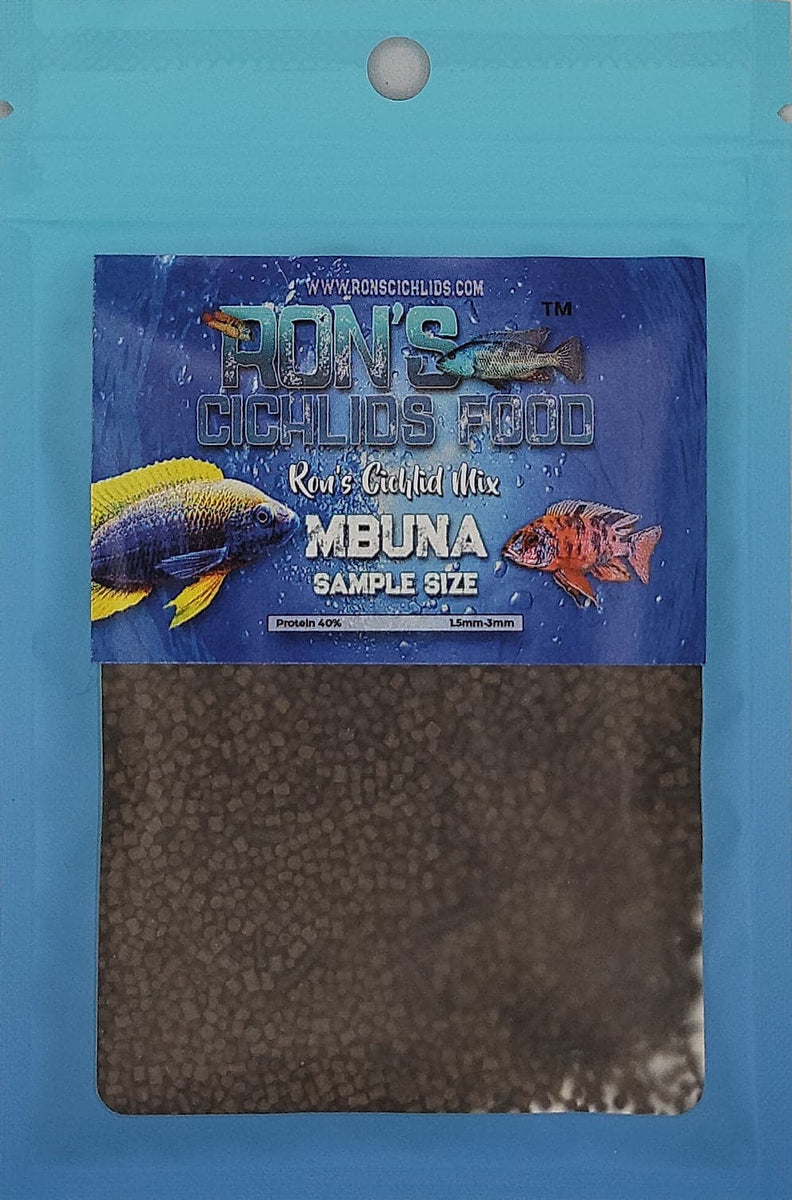 WWW.RONSCICHLIDS.COM
RON'S TM
CICHLIDS FOOD
Ron's Cichlid Mix
MBUNA
SAMPLE SIZE
Protein 40% 1.5mm-3mm